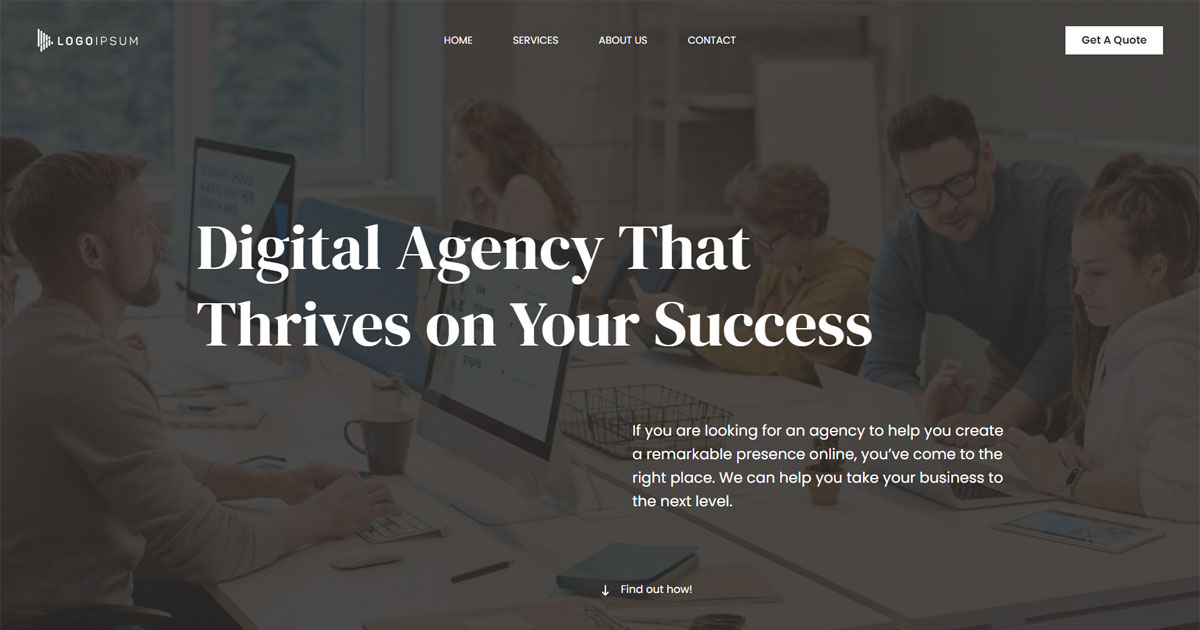 LOGOIPSUM
HOME
SERVICES
ABOUT US
CONTACT
Get A Quote
Digital Agency That
Thrives on Your Success
If you are looking for an agency to help you create
a remarkable presence online, you’ve come to the
right place. We can help you take your business to
the next level.
↓ Find out how!